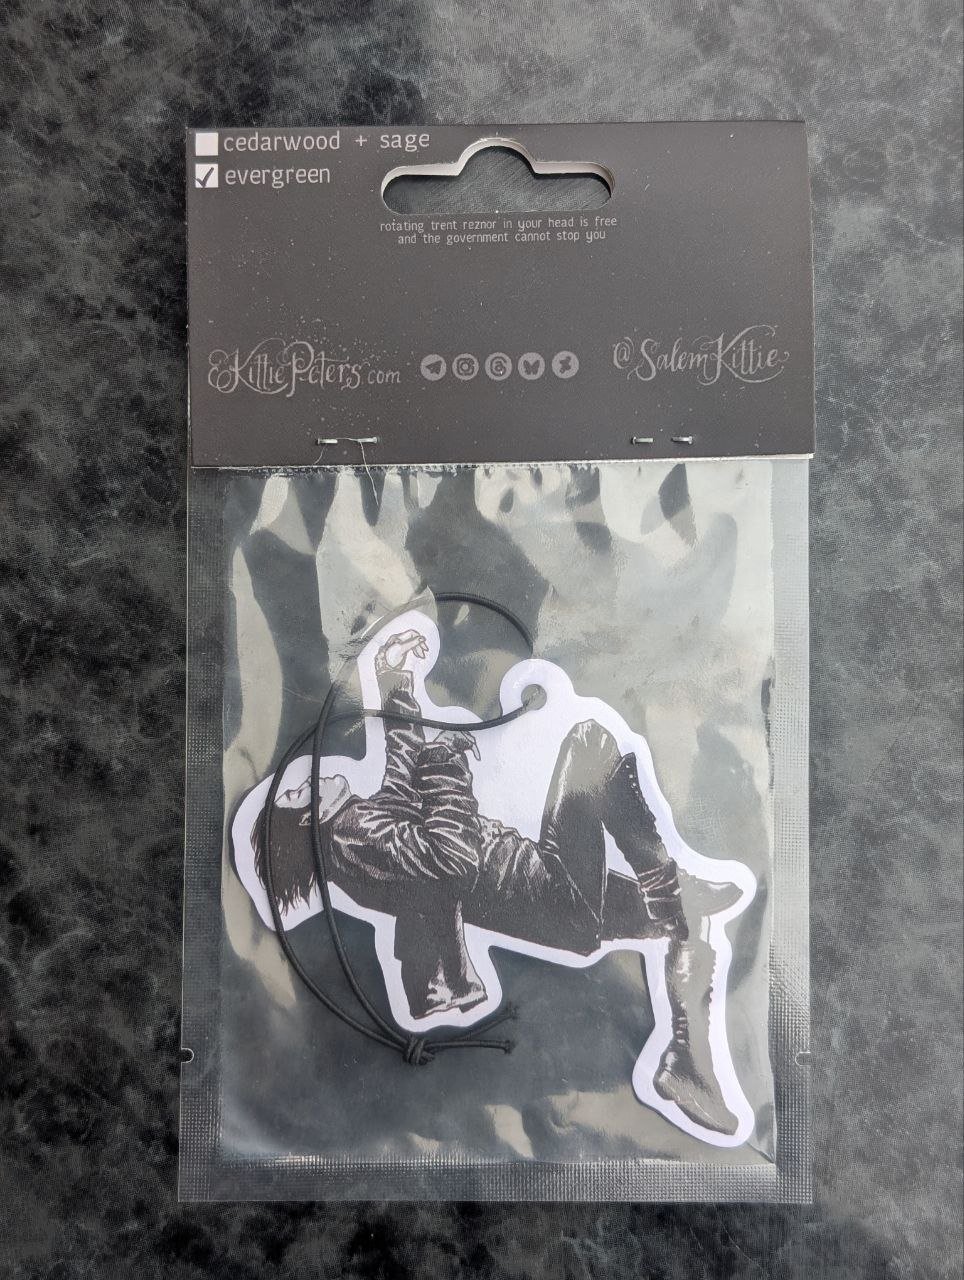 cedarwood + sage
evergreen
rotating trent reznor in your head is free
and the government cannot stop you
KittiePeters.com
@SalemKittie